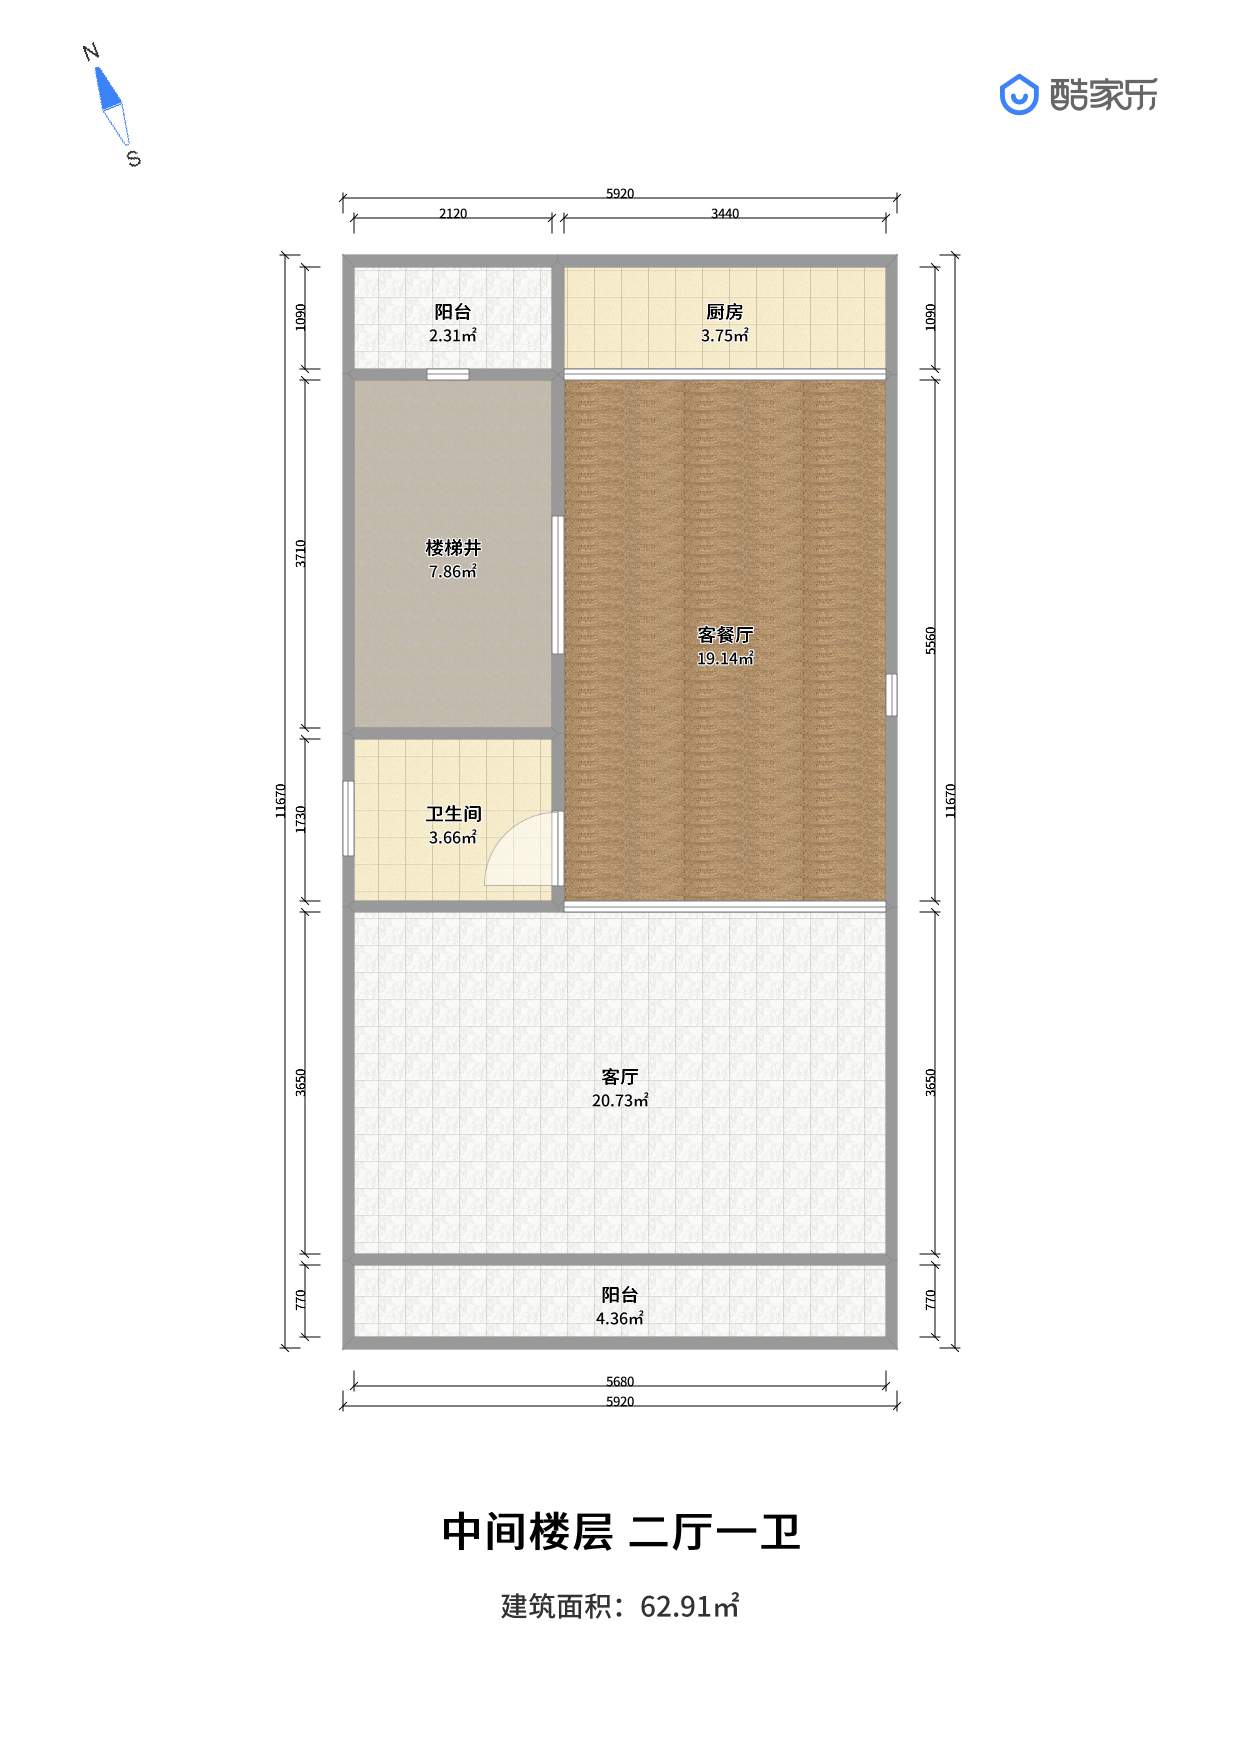 N
S
酷家乐
5920
2120
3440
1090
1090
阳台
2.31㎡
厨房
3.75㎡
3710
楼梯井
7.86㎡
客餐厅
19.14㎡
5560
11670
1730
卫生间
3.66㎡
11670
3650
客厅
20.73㎡
3650
770
阳台
4.36㎡
770
5680
5920
中间楼层 二厅一卫
建筑面积：62.91㎡